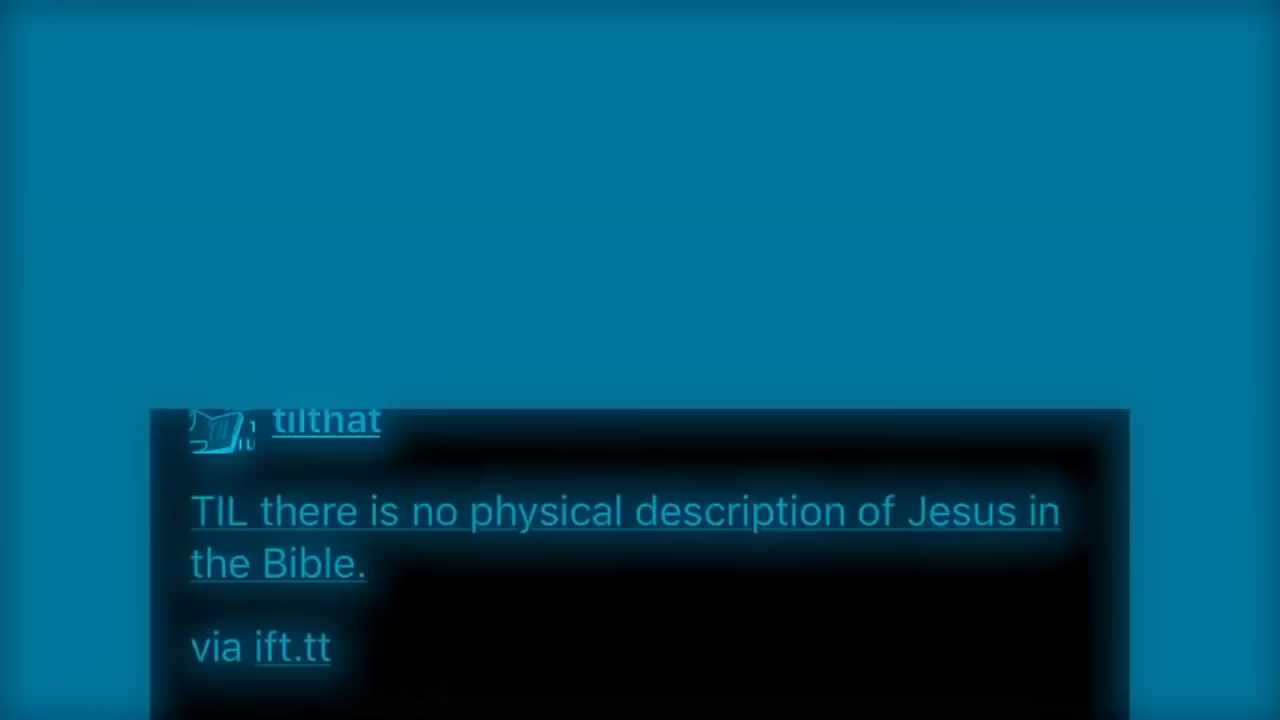 tilthat
TIL there is no physical description of Jesus in
the Bible.
via ift.tt